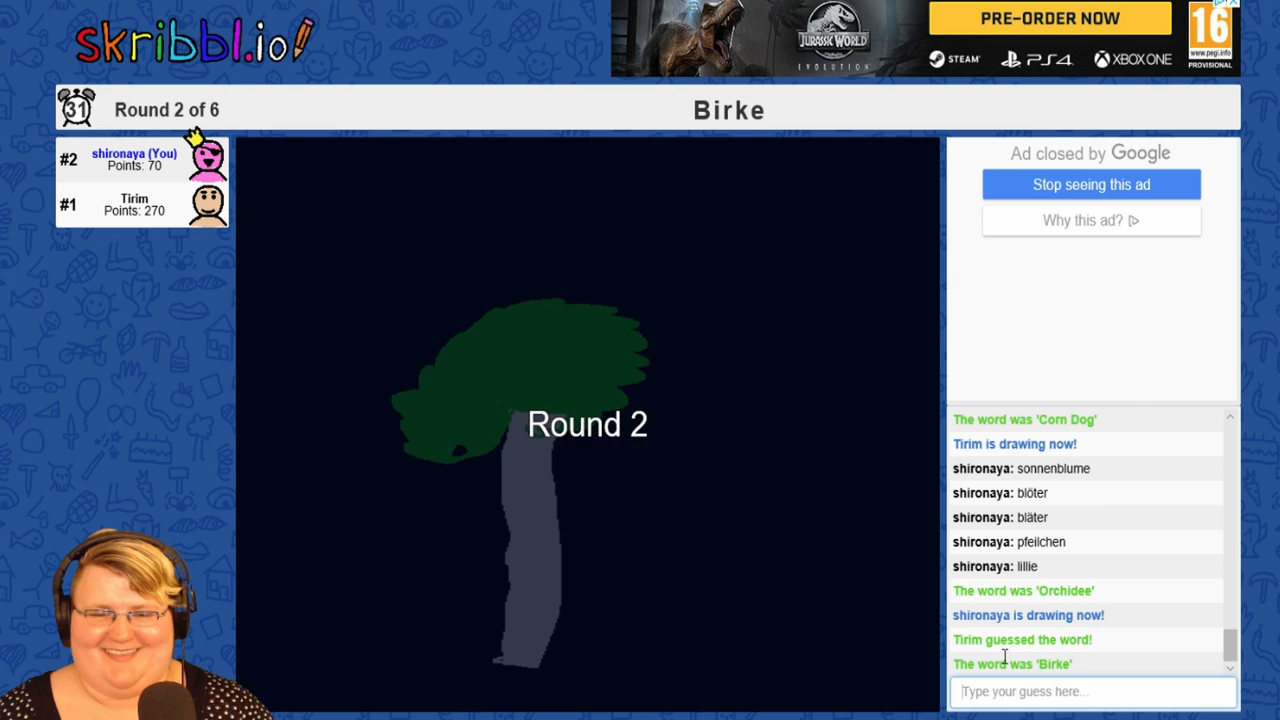 skribbl.io
JURASSIC WORLD
EVOLUTION
PRE-ORDER NOW
STEAM PS4 XBOX ONE
16
www.pegi.info
PROVISIONAL
31
Round 2 of 6
Birke
#2
shironaya (You)
Points: 70
#1
Tirim
Points: 270
Round 2
Ad closed by Google
Stop seeing this ad
Why this ad?
The word was 'Corn Dog'
Tirim is drawing now!
shironaya: sonnenblume
shironaya: blöter
shironaya: bläter
shironaya: pfeilchen
shironaya: lillie
The word was 'Orchidee'
shironaya is drawing now!
Tirim guessed the word!
The word was 'Birke'
Type your guess here...